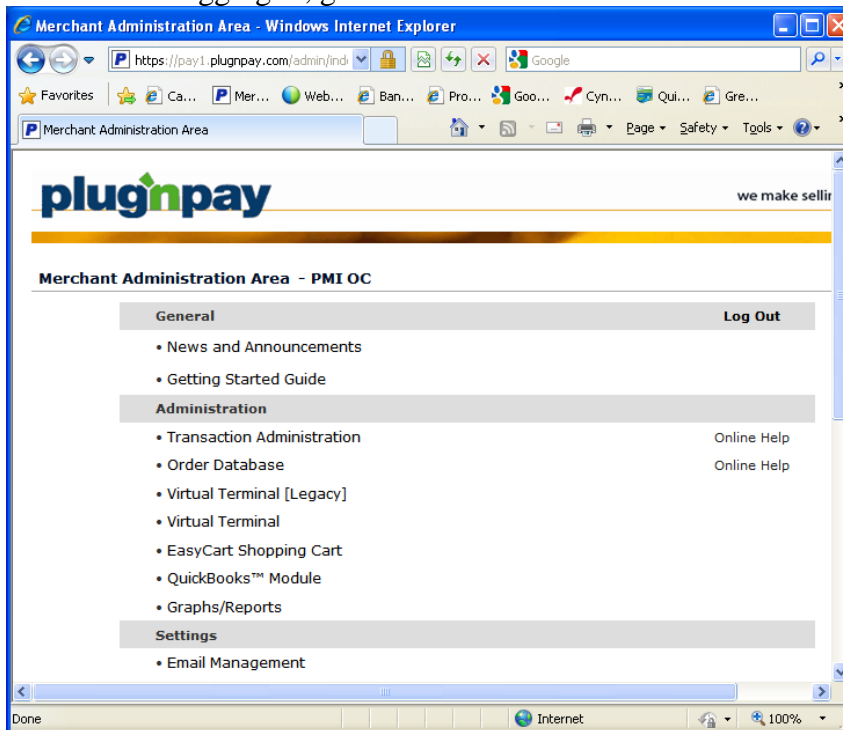 Merchant Administration Area - Windows Internet Explorer
https://pay1.plugnpay.com/admin/ind
Google
Favorites Ca... Mer... Web... Ban... Pro... Goo... Cyn... Qui... Gre...
Merchant Administration Area Page Safety Tools
plug'npay
we make sellin
Merchant Administration Area - PMI OC
General Log Out
• News and Announcements
• Getting Started Guide
Administration
• Transaction Administration Online Help
• Order Database Online Help
• Virtual Terminal [Legacy]
• Virtual Terminal
• EasyCart Shopping Cart
• QuickBooks™ Module
• Graphs/Reports
Settings
• Email Management
Done Internet 100%